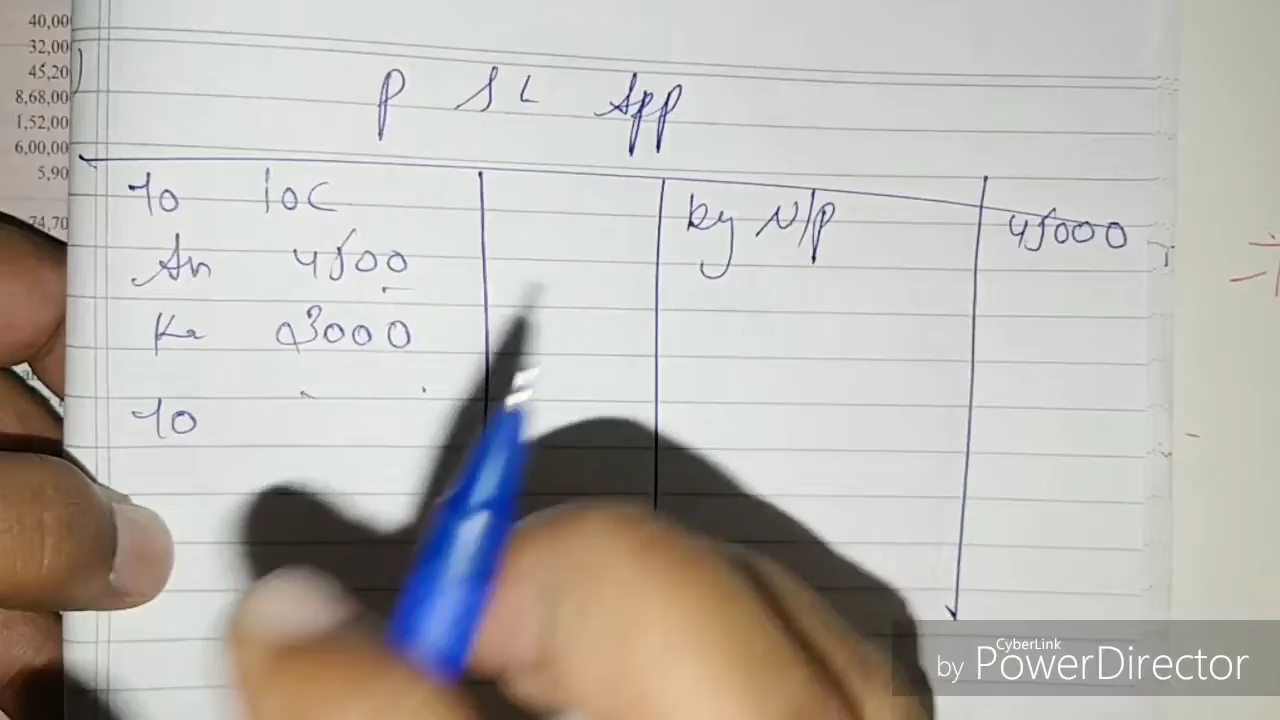 40,00
32,00
45,20
8,68,00
1,52,00
6,00,00
5,90
74,70
P & L App
To IOC
by N/P 45000
An 4500
Ka 3000
To
CyberLink
by PowerDirector